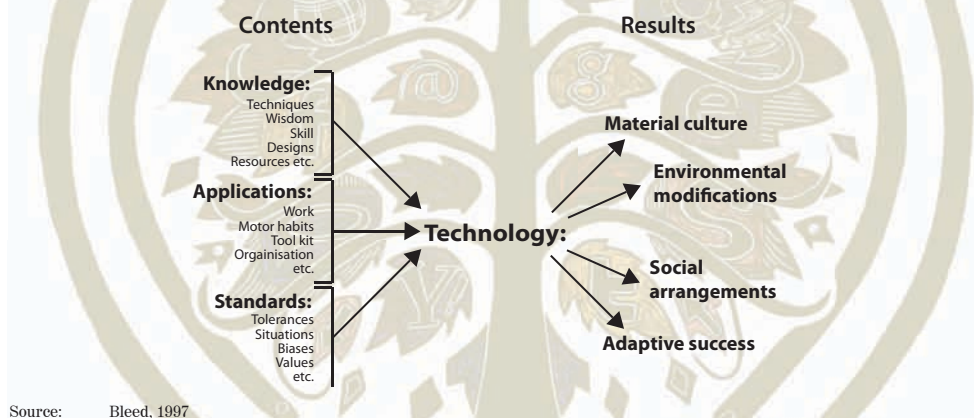 Contents
Results
Knowledge:
Techniques
Wisdom
Skill
Designs
Resources etc.
Applications:
Work
Motor habits
Tool kit
Orgainisation
etc.
Standards:
Tolerances
Situations
Biases
Values
etc.
Technology:
Material culture
Environmental
modifications
Social
arrangements
Adaptive success
Source: Bleed, 1997